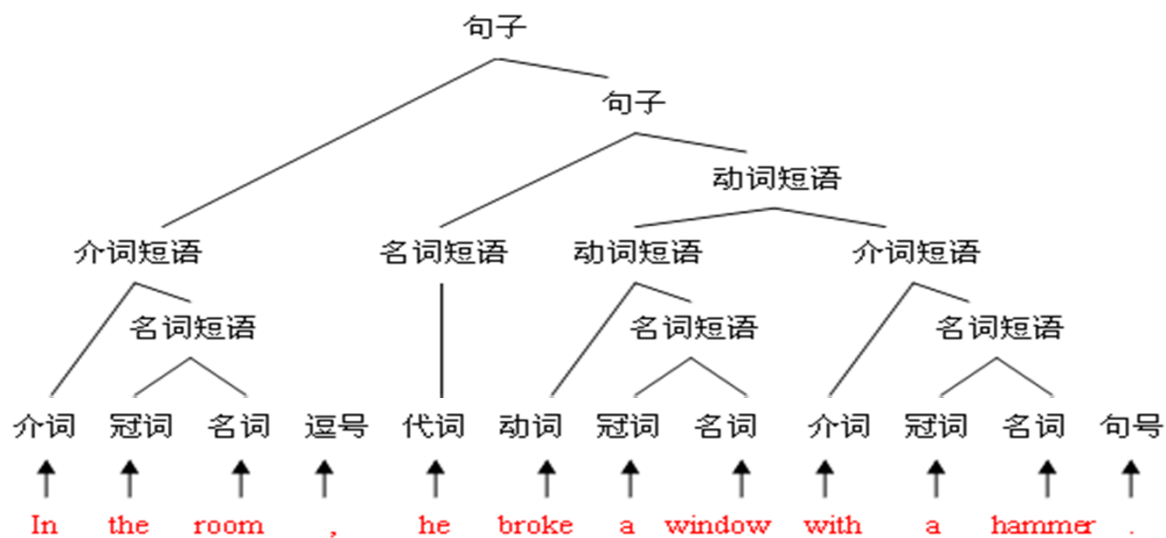 句子
句子
动词短语
介词短语 名词短语 动词短语 介词短语
名词短语 名词短语 名词短语
介词 冠词 名词 逗号 代词 动词 冠词 名词 介词 冠词 名词 句号
In the room , he broke a window with a hammer .